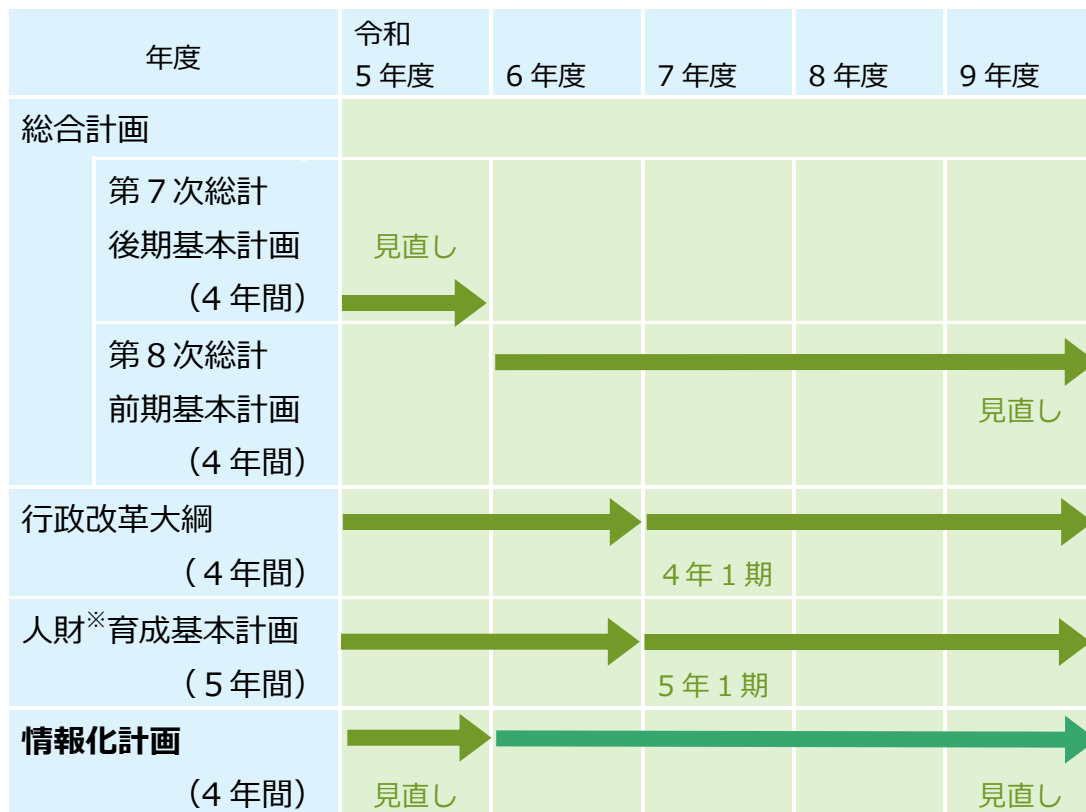 年度
令和
5年度 6年度 7年度 8年度 9年度
総合計画
第7次総計
後期基本計画 見直し
（4年間）
第8次総計
前期基本計画 見直し
（4年間）
行政改革大綱
（4年間） 4年1期
人財※育成基本計画
（5年間） 5年1期
情報化計画
（4年間） 見直し 見直し